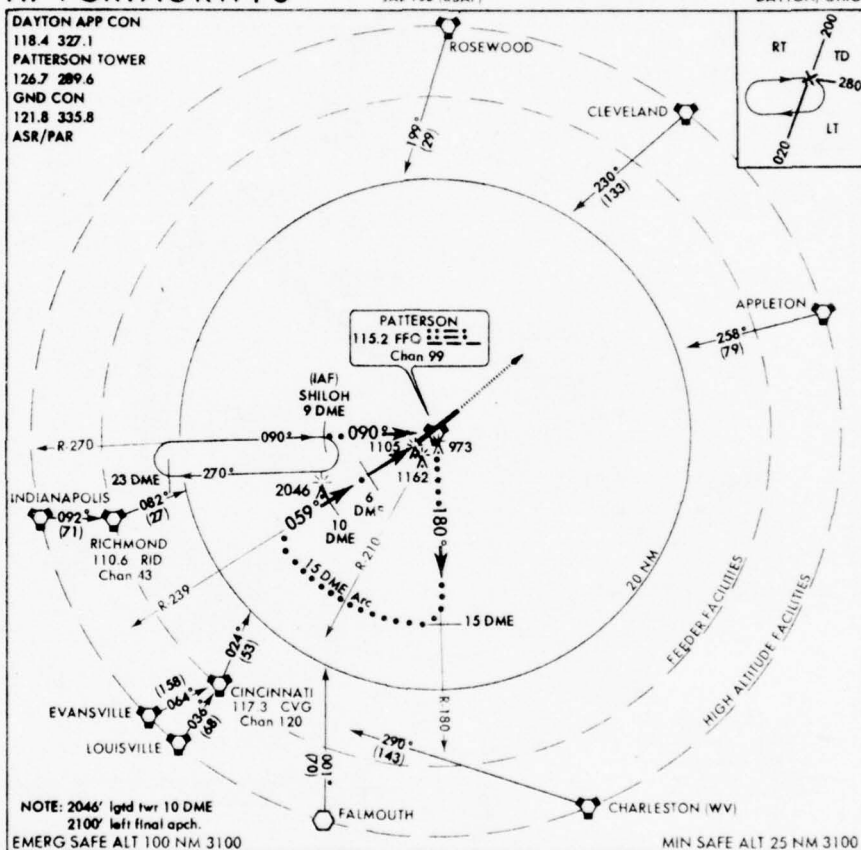 DAYTON APP CON
118.4 327.1
PATTERSON TOWER
126.7 289.6
GND CON
121.8 335.8
ASR/PAR
ROSEWOOD
199°
(29)
CLEVELAND
230°
(133)
RT
200
TD
280
LT
020
APPLETON
258°
(79)
PATTERSON
115.2 FFO
Chan 99
(IAF)
SHILOH
9 DME
R-270
090°
090°
1105
973
1162
270°
23 DME
2046
6
DME
10
DME
059°
180°
INDIANAPOLIS
092°
(71)
082°
(27)
RICHMOND
110.6 RID
Chan 43
R-239
R-210
15 DME Arc
15 DME
20 NM
FEEDER FACILITIES
HIGH ALTITUDE FACILITIES
024°
(53)
(158)
064°
CINCINNATI
117.3 CVG
Chan 120
EVANSVILLE
036°
(68)
LOUISVILLE
R-180
290°
(143)
001°
(70)
FALMOUTH
CHARLESTON (WV)
NOTE: 2046' lgtd twr 10 DME
2100' left final apch.
EMERG SAFE ALT 100 NM 3100
MIN SAFE ALT 25 NM 3100